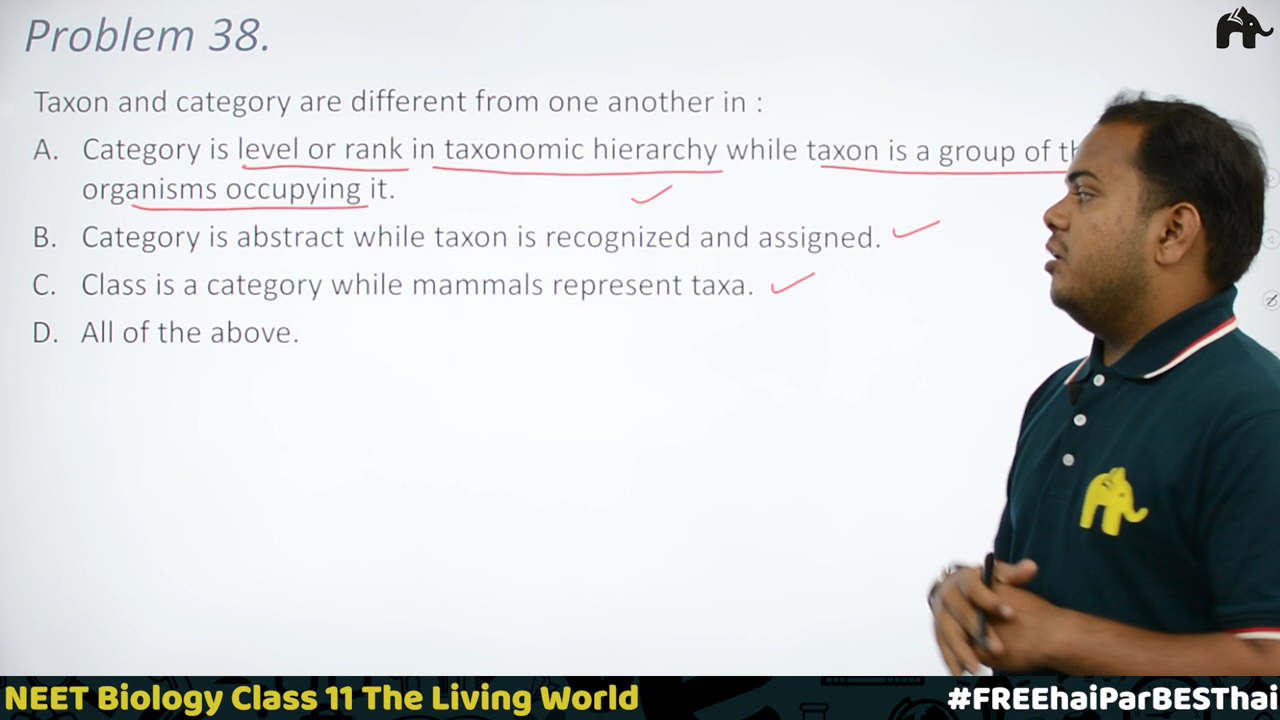 Problem 38.
Taxon and category are different from one another in :
A. Category is level or rank in taxonomic hierarchy while taxon is a group of
organisms occupying it.
B. Category is abstract while taxon is recognized and assigned.
C. Class is a category while mammals represent taxa.
D. All of the above.
NEET Biology Class 11 The Living World
#FREEhaiParBESThai